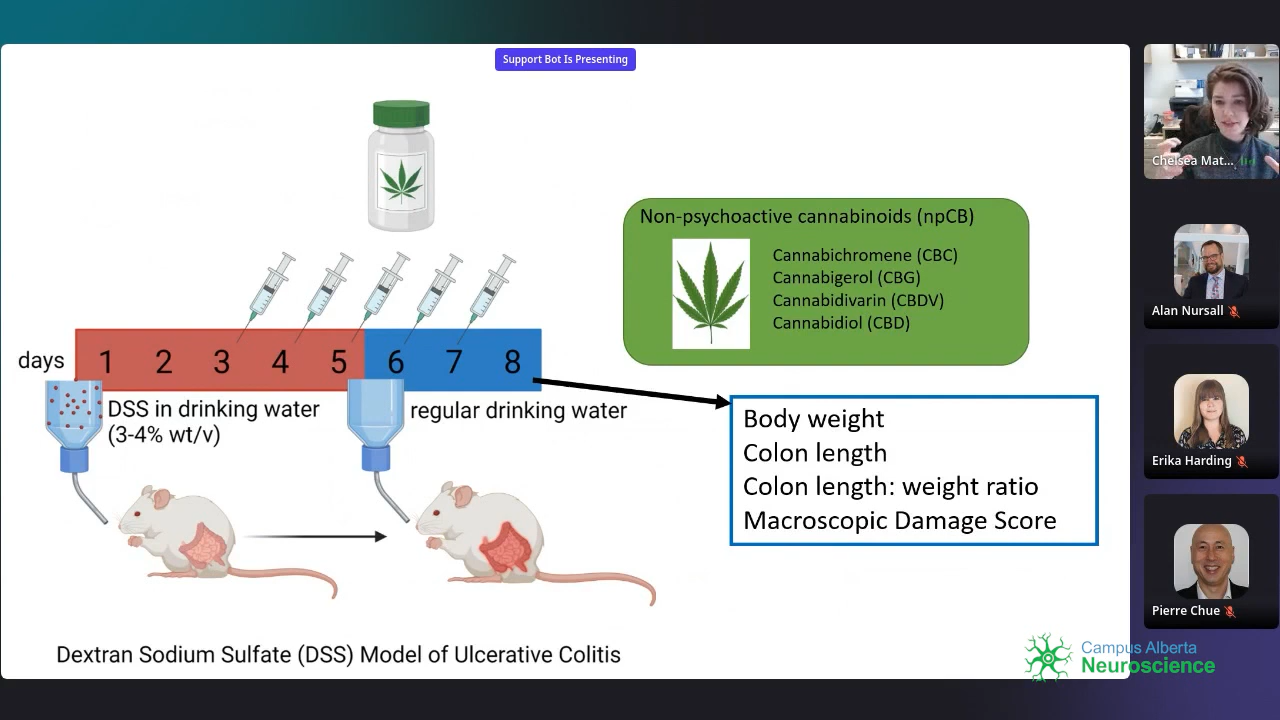 Support Bot Is Presenting
Non-psychoactive cannabinoids (npCB)
Cannabichromene (CBC)
Cannabigerol (CBG)
Cannabidivarin (CBDV)
Cannabidiol (CBD)
days 1 2 3 4 5 6 7 8
DSS in drinking water
(3-4% wt/v)
regular drinking water
Body weight
Colon length
Colon length: weight ratio
Macroscopic Damage Score
Dextran Sodium Sulfate (DSS) Model of Ulcerative Colitis
Chelsea Mat...
Alan Nursall
Erika Harding
Pierre Chue
Campus Alberta
Neuroscience